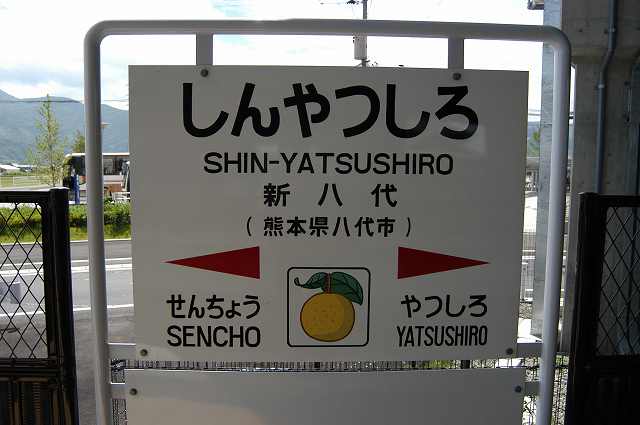 しんやつしろ
SHIN-YATSUSHIRO
新八代
(熊本県八代市)
せんちょう やつしろ
SENCHO YATSUSHIRO